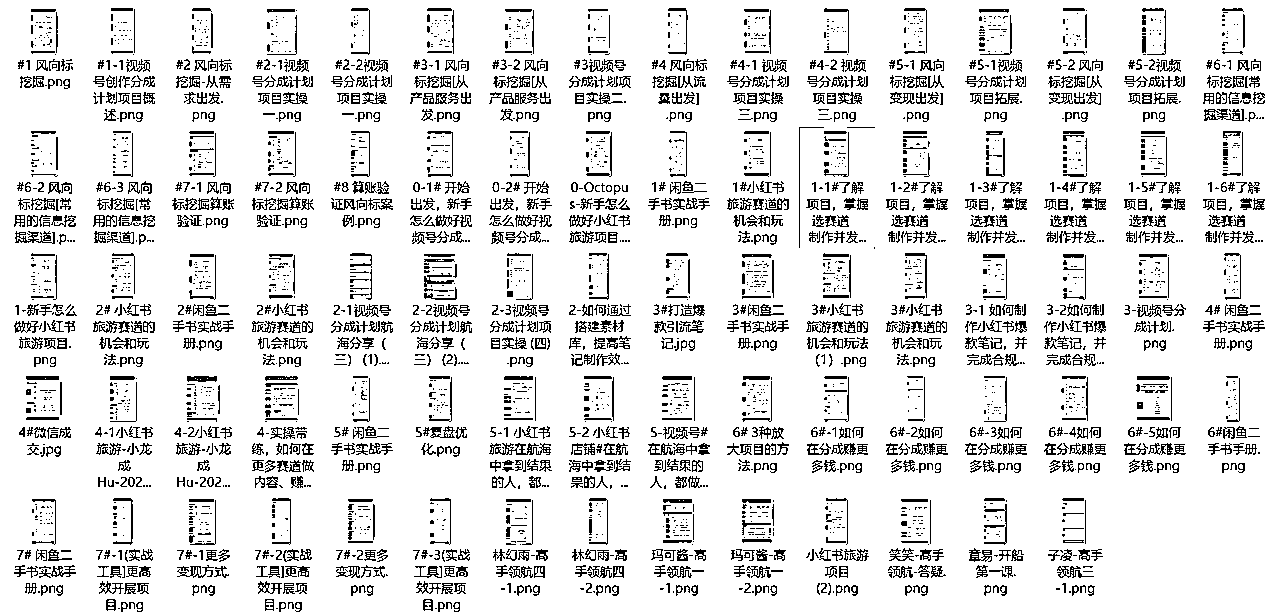 #1 风向标
挖掘.png
#1-1视频
号创作分成
计划项目概
述.png
#2 风向标
挖掘-从需
求出发.
png
#2-1视频
号分成计划
项目实操
一.png
#2-2视频
号分成计划
项目实操
一.png
#3-1 风向
标挖掘[从
产品服务出
发].png
#3-2 风向
标挖掘[从
产品服务出
发].png
#3视频号
分成计划项
目实操二.
png
#4 风向标
挖掘[从流
量出发]
.png
#4-1 视频
号分成计划
项目实操
三.png
#4-2 视频
号分成计划
项目实操
三.png
#5-1 风向
标挖掘[从
变现出发]
.png
#5-1视频
号分成计划
项目拓展.
png
#5-2 风向
标挖掘[从
变现出发]
.png
#5-2视频
号分成计划
项目拓展.
png
#6-1 风向
标挖掘[常
用的信息挖
掘渠道].p...
#6-2 风向
标挖掘[常
用的信息挖
掘渠道].p...
#6-3 风向
标挖掘[常
用的信息挖
掘渠道].p...
#7-1 风向
标挖掘算账
验证.png
#7-2 风向
标挖掘算账
验证.png
#8 算账验
证风向标案
例.png
0-1# 开始
出发，新手
怎么做好视
频号分成...
0-2# 开始
出发，新手
怎么做好视
频号分成...
0-Octopu
s-新手怎么
做好小红书
旅游项目....
1# 闲鱼二
手书实战手
册.png
1#小红书
旅游赛道的
机会和玩
法.png
1-1#了解
项目，掌握
选赛道
制作并发...
1-2#了解
项目，掌握
选赛道
制作并发...
1-3#了解
项目，掌握
选赛道
制作并发...
1-4#了解
项目，掌握
选赛道
制作并发...
1-5#了解
项目，掌握
选赛道
制作并发...
1-6#了解
项目，掌握
选赛道
制作并发...
1-新手怎么
做好小红书
旅游项目.
png
2# 小红书
旅游赛道的
机会和玩
法.png
2#闲鱼二
手书实战手
册.png
2#小红书
旅游赛道的
机会和玩
法.png
2-1视频号
分成计划航
海分享（
三）(1)....
2-2视频号
分成计划航
海分享（
三）(2)....
2-3视频号
分成计划项
目实操 (四)
.png
2-如何通过
搭建素材
库，提高笔
记制作效...
3#打造爆
款引流笔
记.jpg
3#闲鱼二
手书实战手
册.png
3#小红书
旅游赛道的
机会和玩法
（1）.png
3#小红书
旅游赛道的
机会和玩
法.png
3-1 如何制
作小红书爆
款笔记，并
完成合规...
3-2如何制
作小红书爆
款笔记，并
完成合规...
3-视频号分
成计划.
png
4# 闲鱼二
手书实战手
册.png
4#微信成
交.jpg
4-1小红书
旅游-小龙
成
Hu-202...
4-2小红书
旅游-小龙
成
Hu-202...
4-实操带
练，如何在
更多赛道做
内容、赚...
5# 闲鱼二
手书实战手
册.png
5#复盘优
化.png
5-1 小红书
旅游在航海
中拿到结果
的人，都...
5-2 小红书
店铺#在航
海中拿到结
果的人，...
5-视频号#
在航海中拿
到结果的
人，都做...
6# 3种放
大项目的方
法.png
6#-1如何
在分成赚更
多钱.png
6#-2如何
在分成赚更
多钱.png
6#-3如何
在分成赚更
多钱.png
6#-4如何
在分成赚更
多钱.png
6#-5如何
在分成赚更
多钱.png
6#闲鱼二
手书手册.
png
7# 闲鱼二
手书实战手
册.png
7#-1(实战
工具]更高
效开展项
目.png
7#-1更多
变现方式.
png
7#-2(实战
工具]更高
效开展项
目.png
7#-2更多
变现方式.
png
7#-3(实战
工具]更高
效开展项
目.png
林幻雨-高
手领航四
-1.png
林幻雨-高
手领航四
-2.png
玛可酱-高
手领航一
-1.png
玛可酱-高
手领航一
-2.png
小红书旅游
项目
(2).png
笑笑-高手
领航-答疑.
png
童易-开船
第一课.
png
子凌-高手
领航三
-1.png